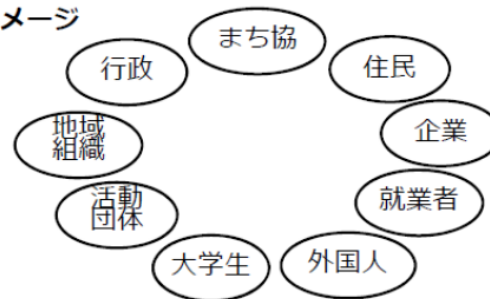 メージ
まち協
行政
住民
地域
組織
企業
活動
団体
就業者
大学生
外国人